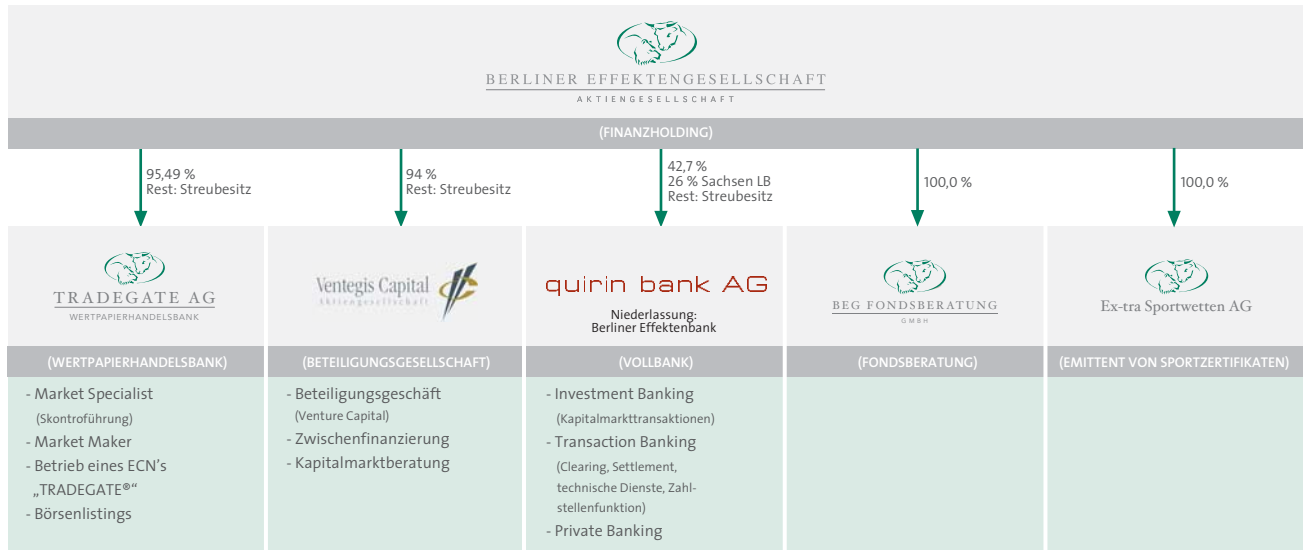 BERLINER EFFEKTENGESELLSCHAFT
AKTIENGESELLSCHAFT
(FINANZHOLDING)
95,49 %
Rest: Streubesitz
94 %
Rest: Streubesitz
42,7 %
26 % Sachsen LB
Rest: Streubesitz
100,0 %
100,0 %
TRADEGATE AG
WERTPAPIERHANDELSBANK
Ventegis Capital
Aktiengesellschaft
quirin bank AG
Niederlassung:
Berliner Effektenbank
BEG FONDSBERATUNG
GMBH
Ex-tra Sportwetten AG
(WERTPAPIERHANDELSBANK)
(BETEILIGUNGSGESELLSCHAFT)
(VOLLBANK)
(FONDSBERATUNG)
(EMITTENT VON SPORTZERTIFIKATEN)
- Market Specialist
(Skontroführung)
- Market Maker
- Betrieb eines ECN's
„TRADEGATE®“
- Börsenlistings
- Beteiligungsgeschäft
(Venture Capital)
- Zwischenfinanzierung
- Kapitalmarktberatung
- Investment Banking
(Kapitalmarkttransaktionen)
- Transaction Banking
(Clearing, Settlement,
technische Dienste, Zahl-
stellenfunktion)
- Private Banking